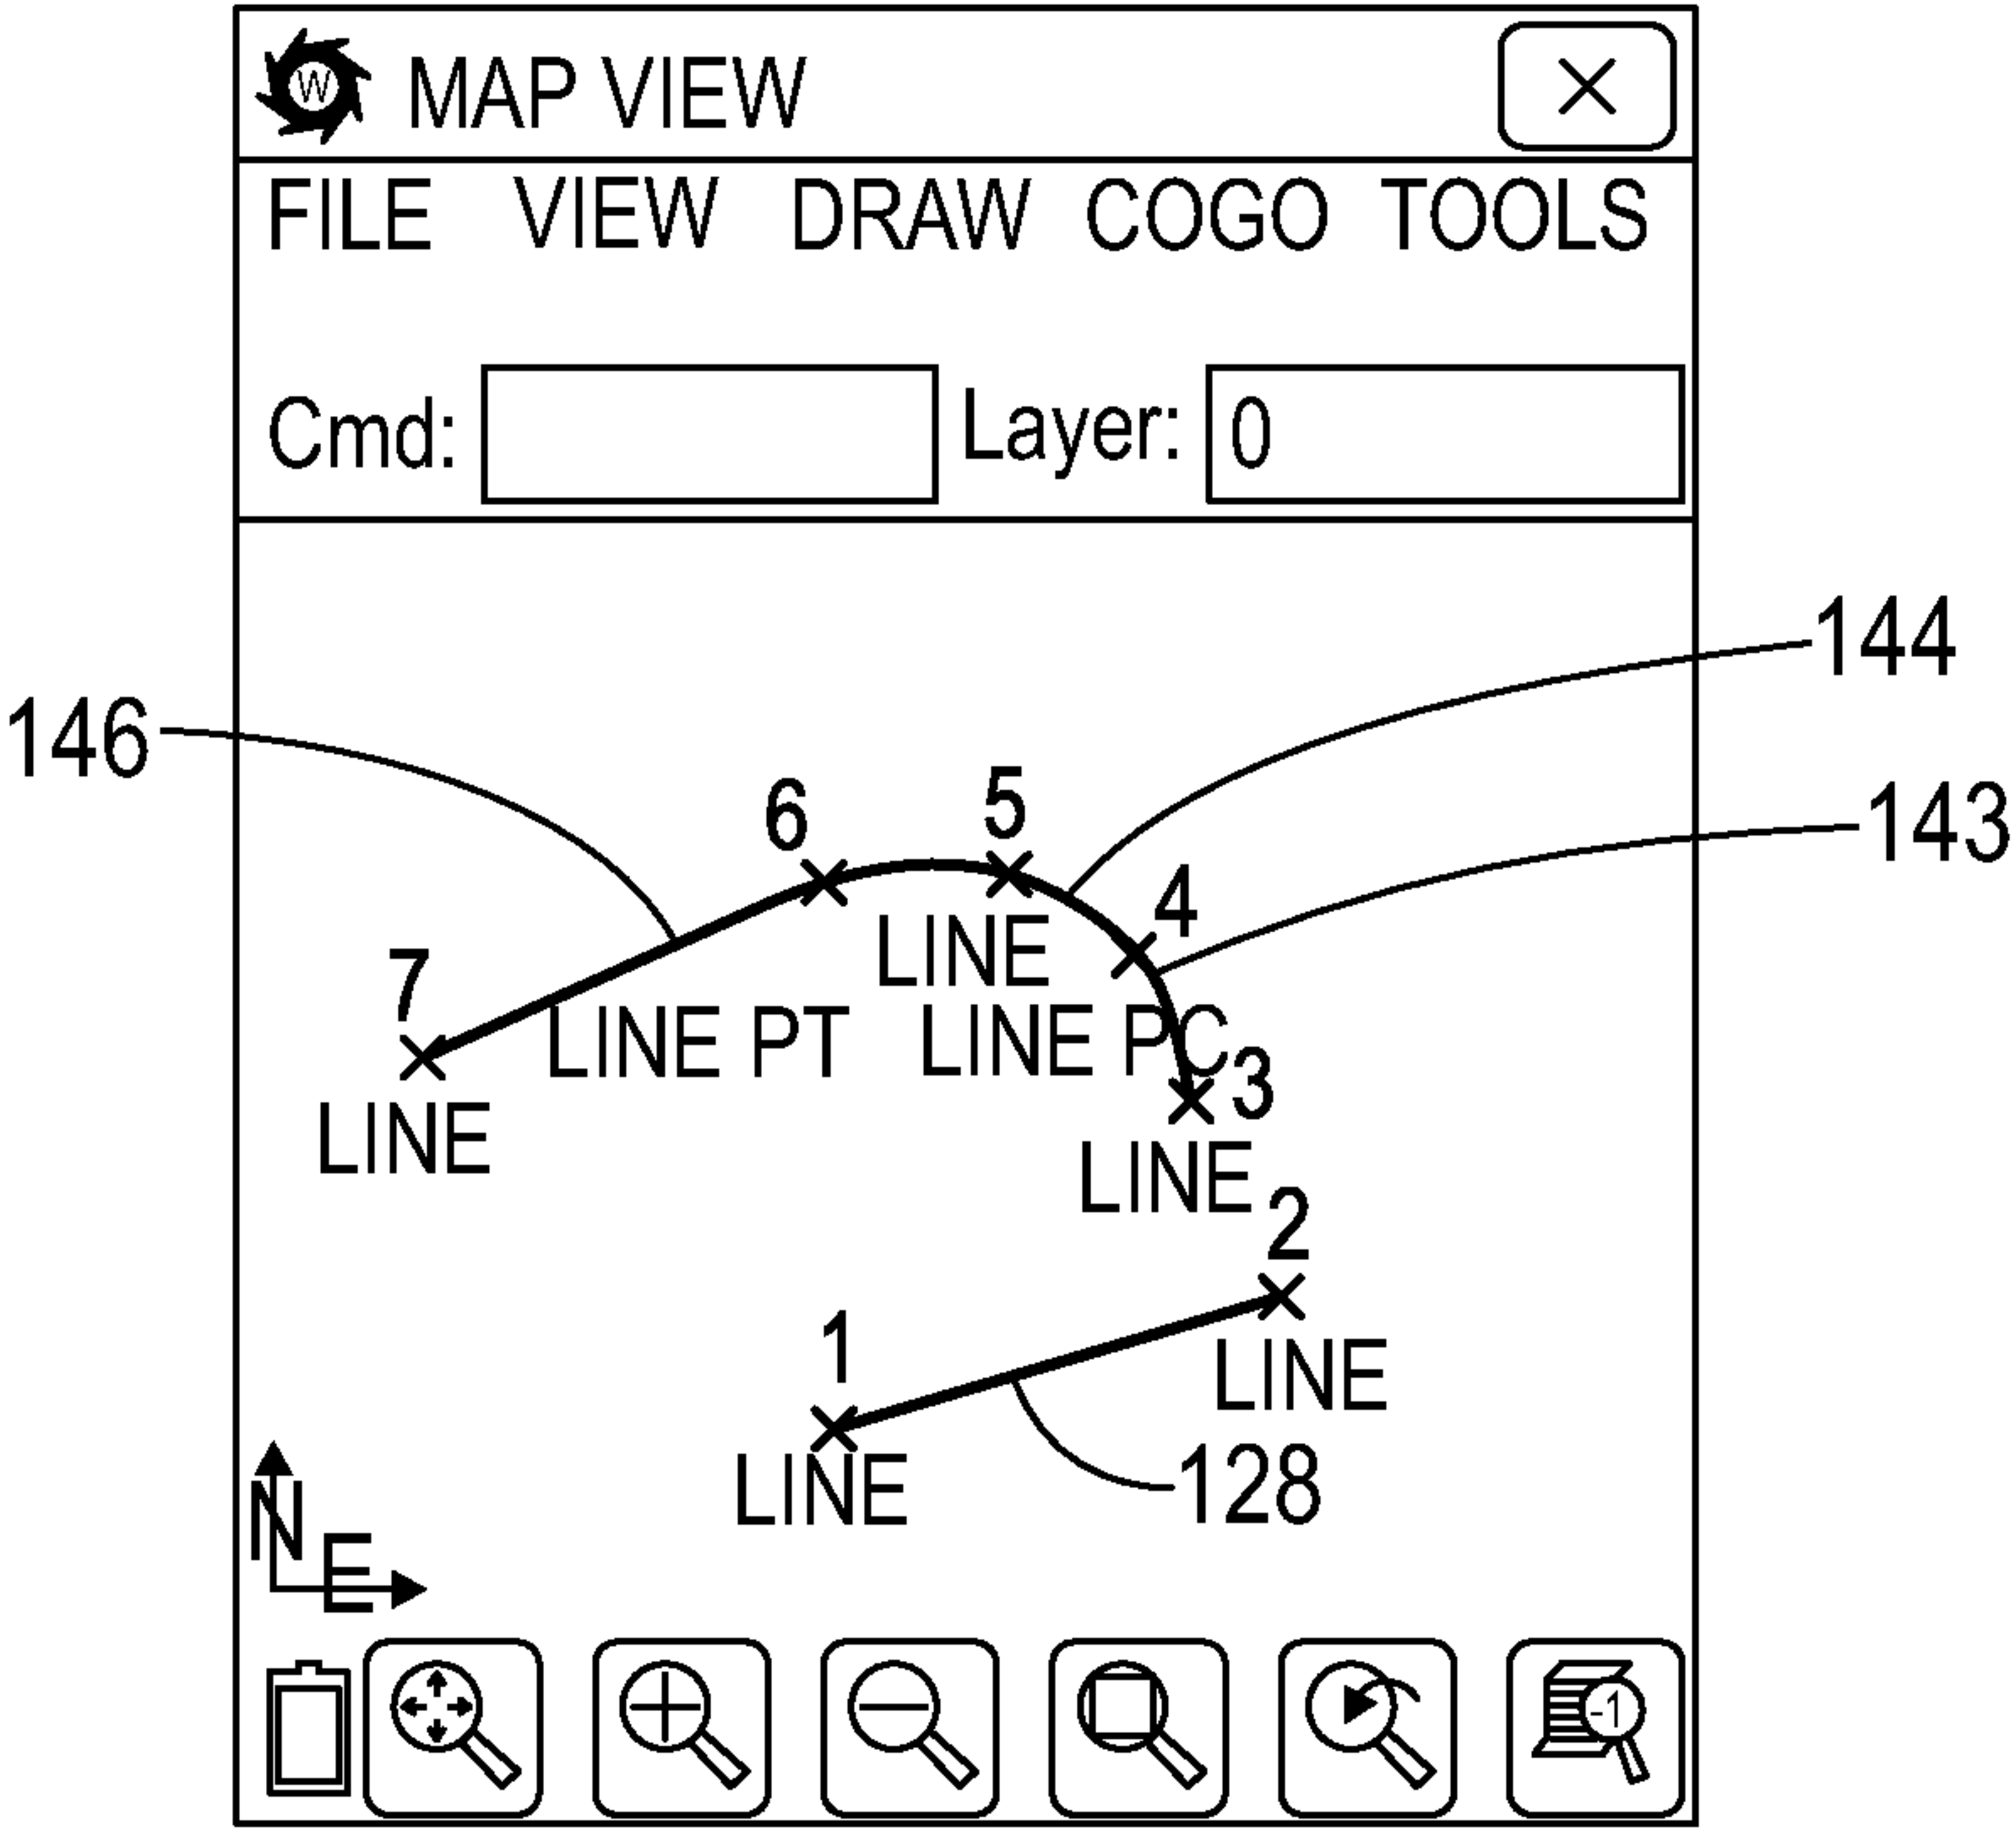 W MAP VIEW
FILE VIEW DRAW COGO TOOLS
Cmd: Layer: 0
144
146
143
6 5
4
LINE
7
LINE PT LINE PC
3
LINE
LINE
2
1
LINE
LINE
128
N
E
-1